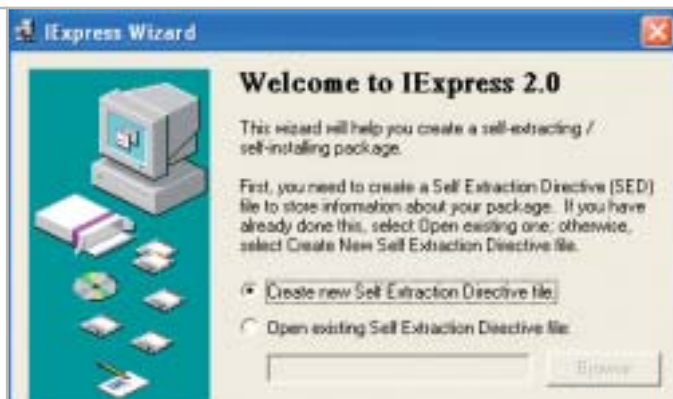 IExpress Wizard
Welcome to IExpress 2.0
This wizard will help you create a self-extracting /
self-installing package.
First, you need to create a Self Extraction Directive (SED)
file to store information about your package. If you have
already done this, select Open existing one; otherwise,
select Create New Self Extraction Directive file.
Create new Self Extraction Directive file.
Open existing Self Extraction Directive file:
Browse